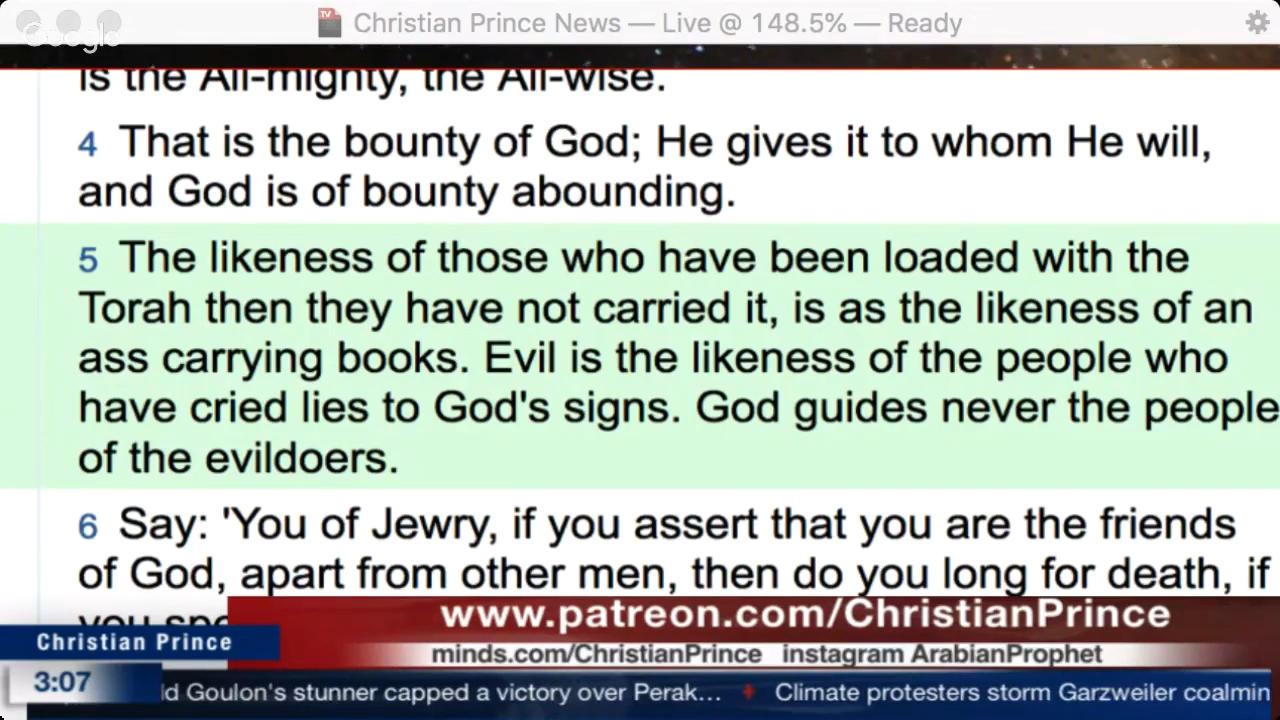 Christian Prince News — Live @ 148.5% — Ready
Google
is the All-mighty, the All-wise.
4 That is the bounty of God; He gives it to whom He will,
and God is of bounty abounding.
5 The likeness of those who have been loaded with the
Torah then they have not carried it, is as the likeness of an
ass carrying books. Evil is the likeness of the people who
have cried lies to God's signs. God guides never the people
of the evildoers.
6 Say: 'You of Jewry, if you assert that you are the friends
of God, apart from other men, then do you long for death, if
you
www.patreon.com/ChristianPrince
Christian Prince
minds.com/ChristianPrince instagram ArabianProphet
3:07
ld Goulon's stunner capped a victory over Perak... Climate protesters storm Garzweiler coalmin